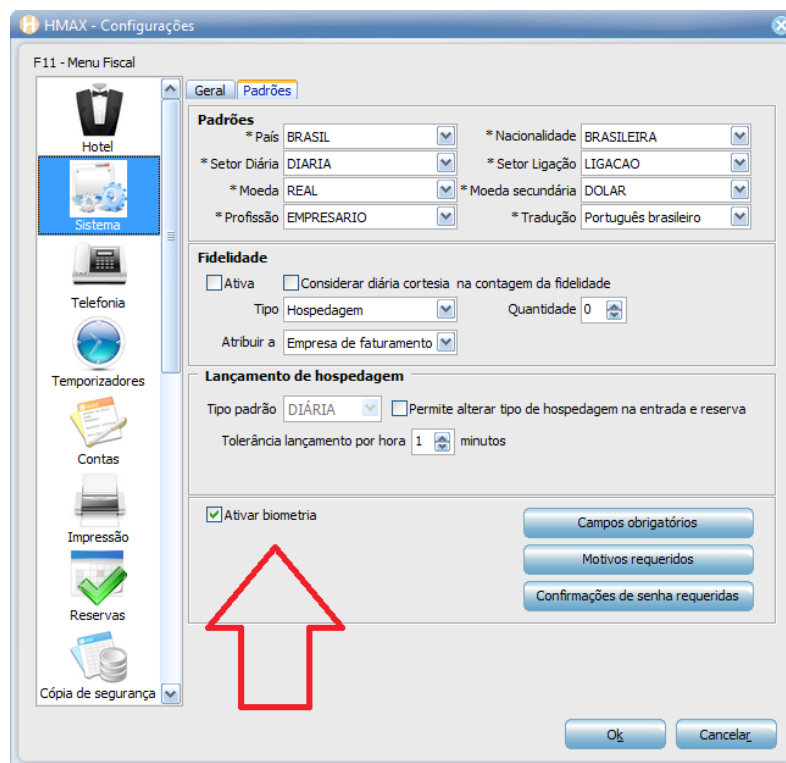 HMAX - Configurações
F11 - Menu Fiscal
Hotel
Sistema
Telefonia
Temporizadores
Contas
Impressão
Reservas
Cópia de segurança
Geral Padrões
Padrões
* País BRASIL * Nacionalidade BRASILEIRA
* Setor Diária DIARIA * Setor Ligação LIGACAO
* Moeda REAL * Moeda secundária DOLAR
* Profissão EMPRESARIO * Tradução Português brasileiro
Fidelidade
Ativa Considerar diária cortesia na contagem da fidelidade
Tipo Hospedagem Quantidade 0
Atribuir a Empresa de faturamento
Lançamento de hospedagem
Tipo padrão DIÁRIA Permite alterar tipo de hospedagem na entrada e reserva
Tolerância lançamento por hora 1 minutos
Ativar biometria
Campos obrigatórios
Motivos requeridos
Confirmações de senha requeridas
Ok Cancelar